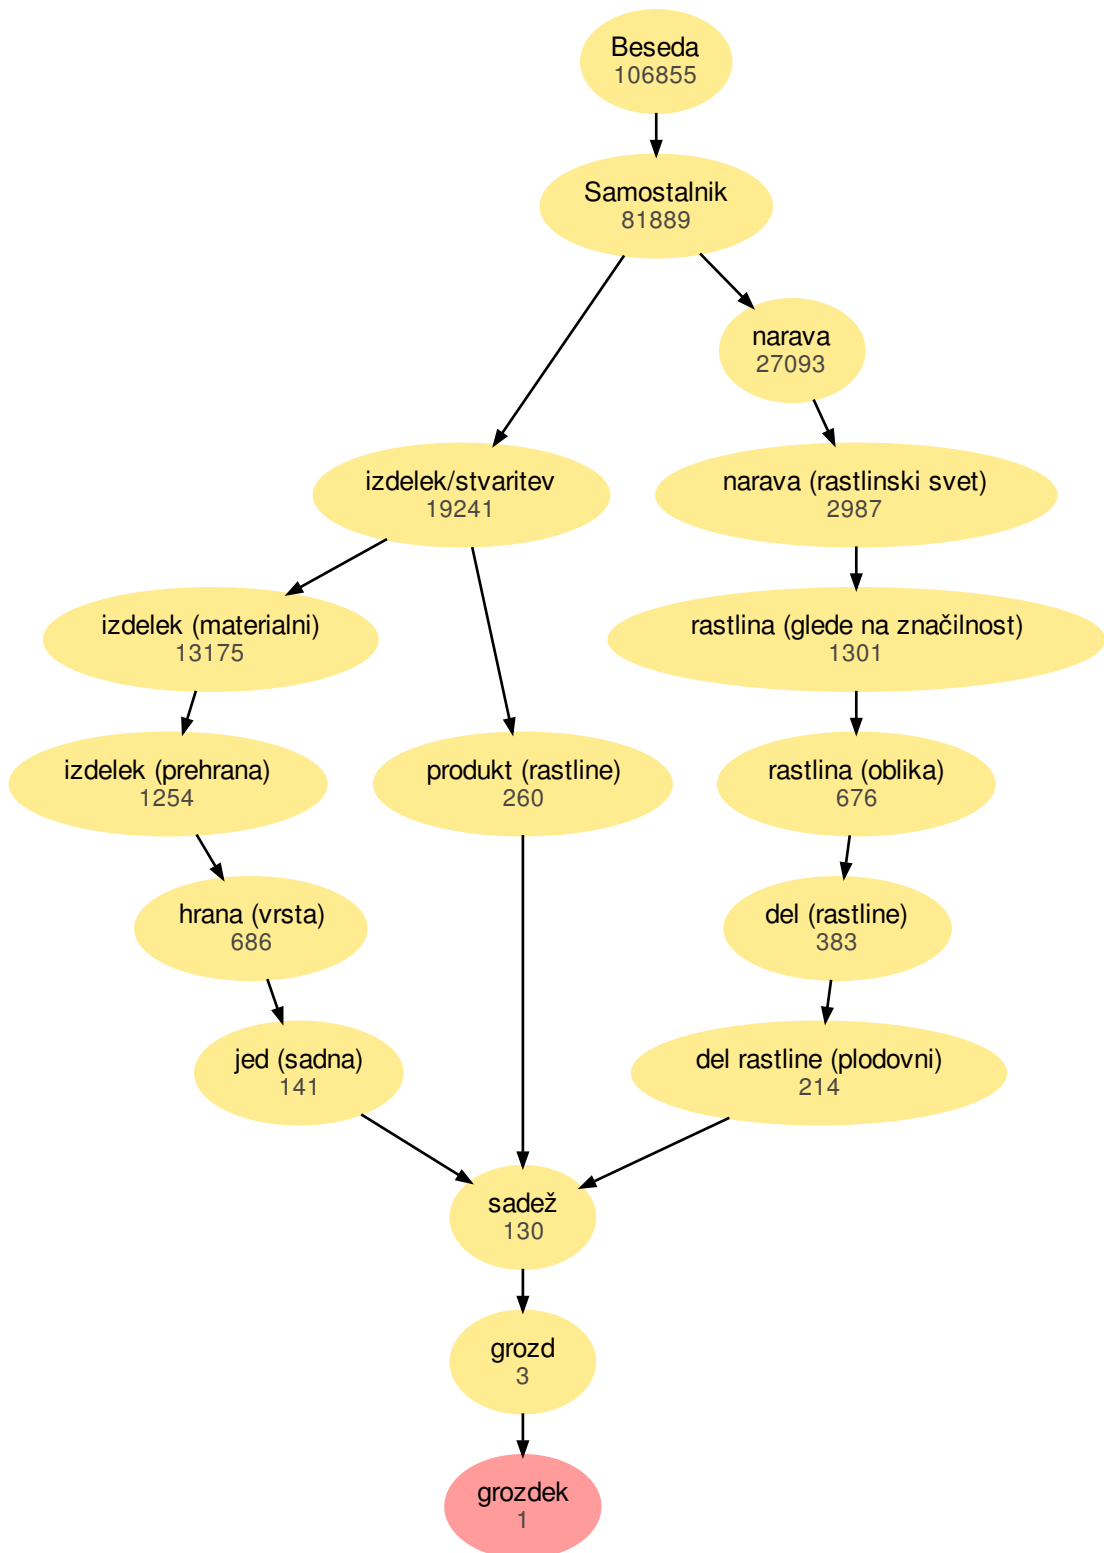 Beseda
106855
Samostalnik
81889
narava
27093
izdelek/stvaritev
19241
narava (rastlinski svet)
2987
izdelek (materialni)
13175
rastlina (glede na značilnost)
1301
izdelek (prehrana)
1254
produkt (rastline)
260
rastlina (oblika)
676
hrana (vrsta)
686
del (rastline)
383
jed (sadna)
141
del rastline (plodovni)
214
sadež
130
grozd
3
grozdek
1